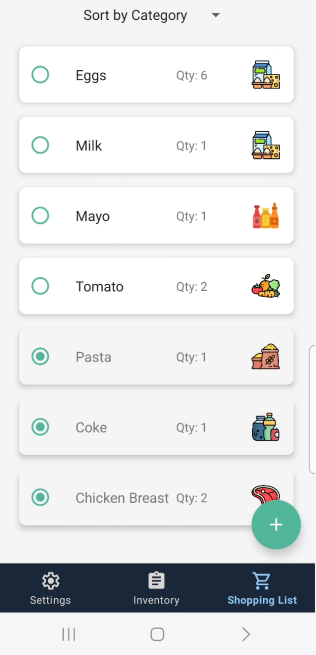 Sort by Category
Eggs Qty: 6
Milk Qty: 1
Mayo Qty: 1
Tomato Qty: 2
Pasta Qty: 1
Coke Qty: 1
Chicken Breast Qty: 2
+
Settings Inventory Shopping List